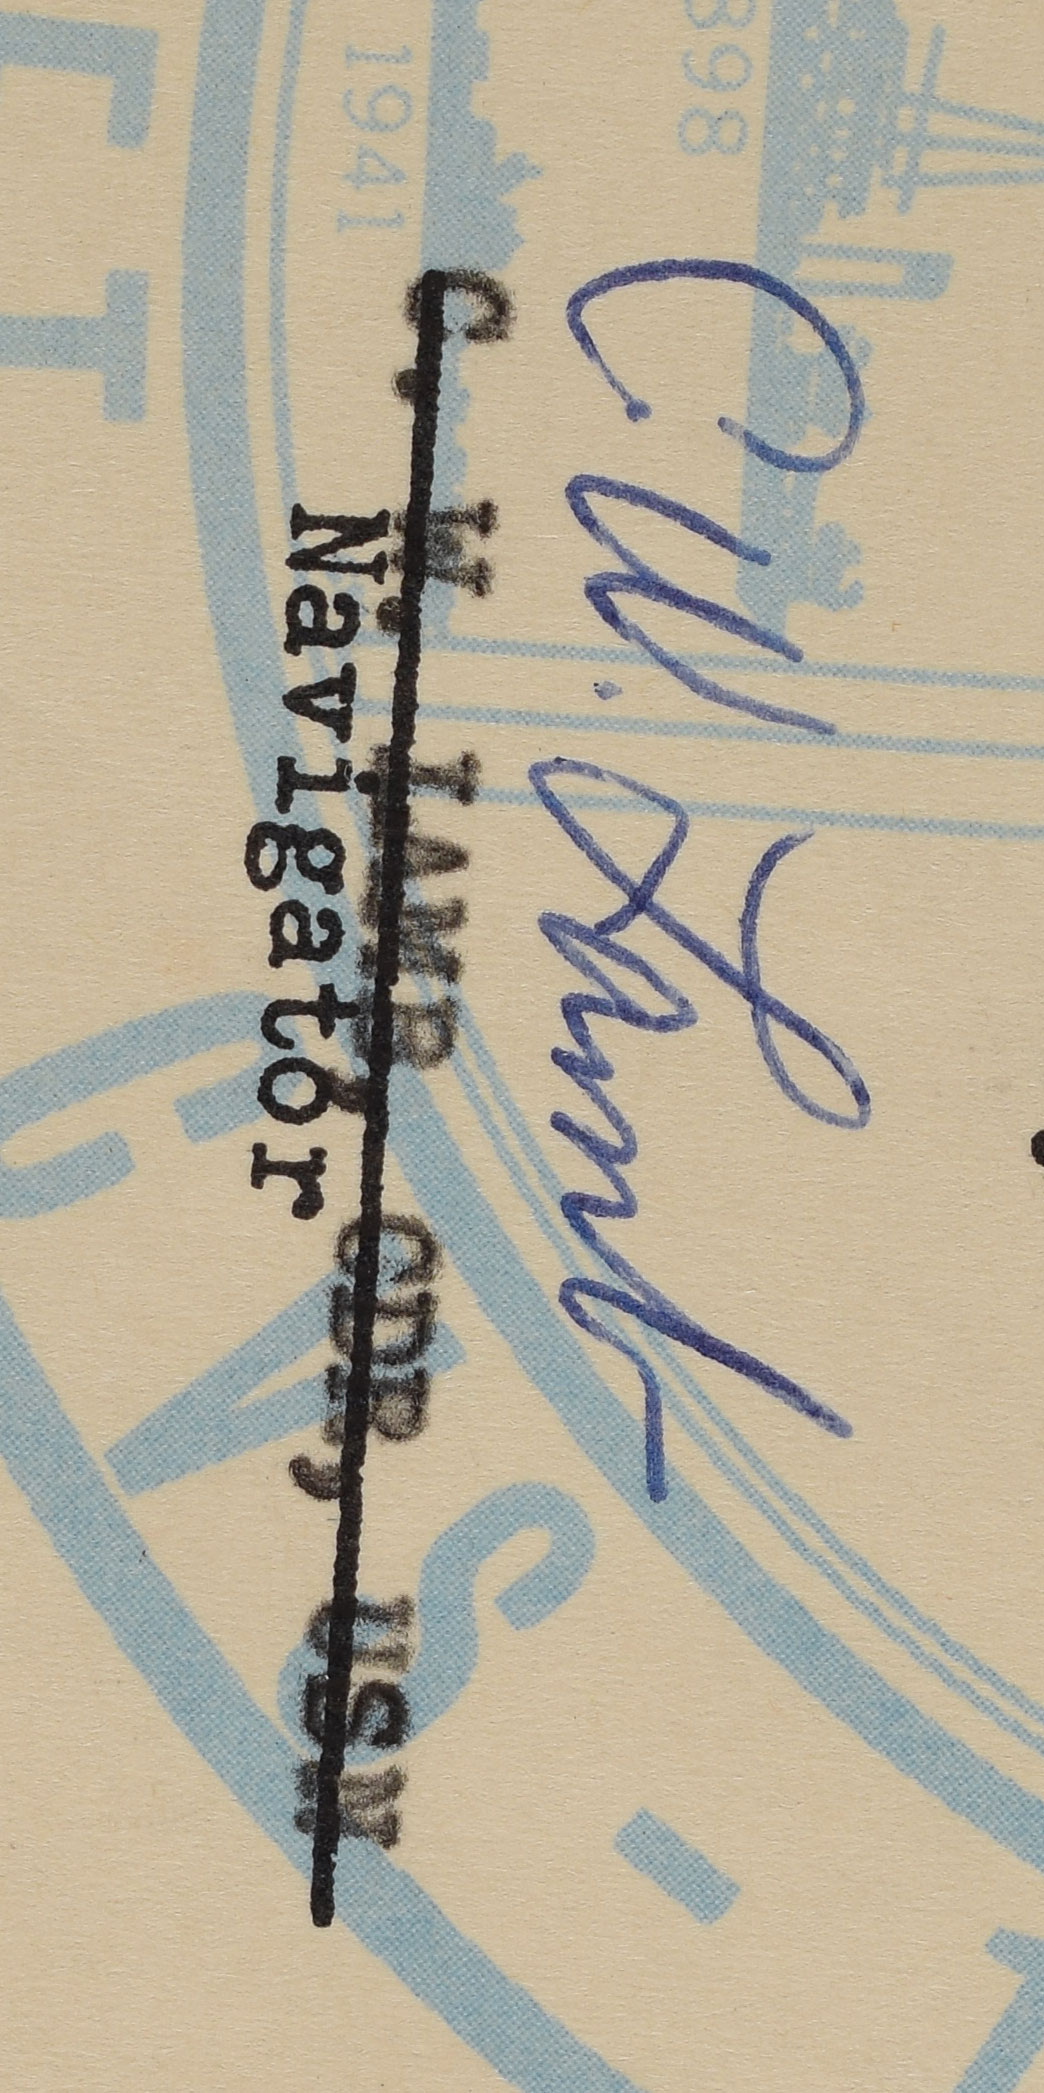 898
C. W. Lamb
1941
C. W. LAMB, CDR, USN
Navigator